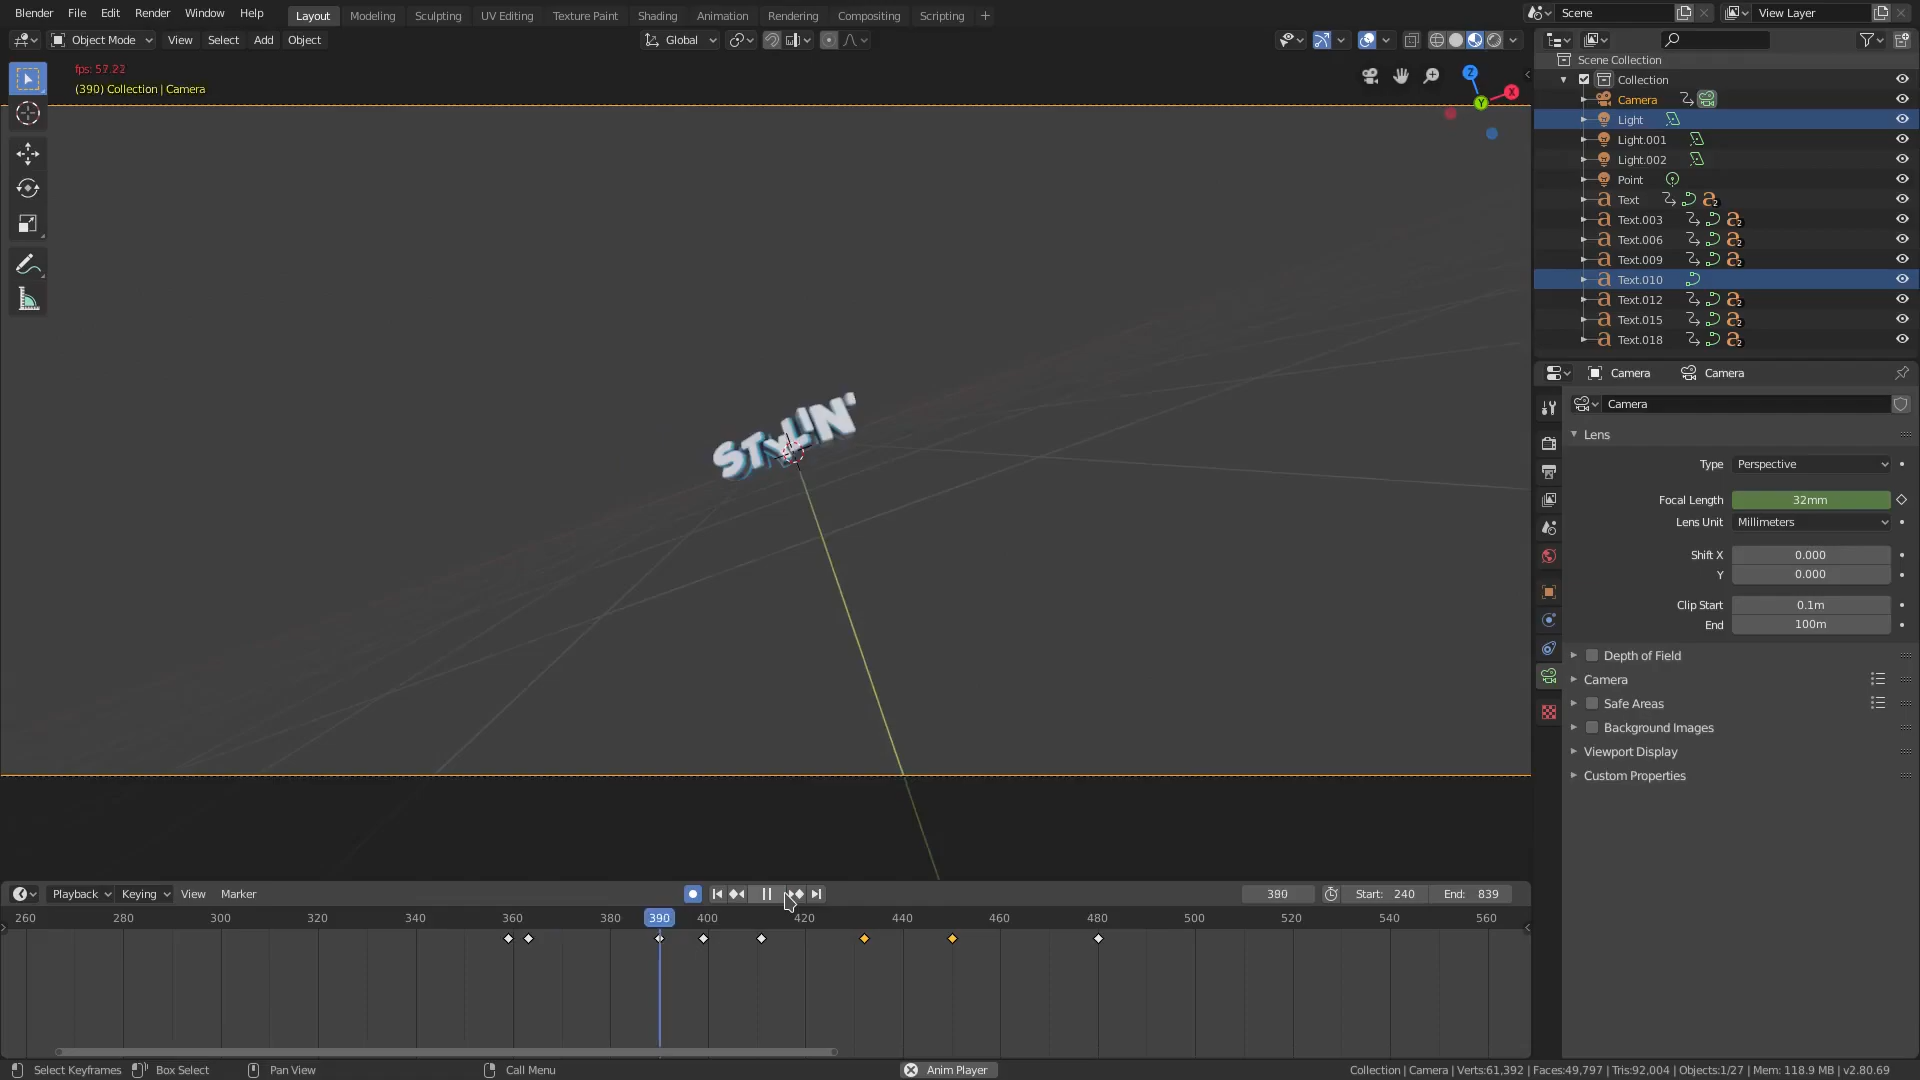 Blender File Edit Render Window Help Layout Modeling Sculpting UV Editing Texture Paint Shading Animation Rendering Compositing Scripting + Scene View Layer
Object Mode View Select Add Object Global
fps: 57.22
(390) Collection | Camera
Z
X
Y
STYLIN'
Scene Collection
Collection
Camera
Light
Light.001
Light.002
Point
Text
Text.003
Text.006
Text.009
Text.010
Text.012
Text.015
Text.018
Camera Camera
Camera
Lens
Type Perspective
Focal Length 32mm
Lens Unit Millimeters
Shift X 0.000
Y 0.000
Clip Start 0.1m
End 100m
Depth of Field
Camera
Safe Areas
Background Images
Viewport Display
Custom Properties
Playback Keying View Marker 380 Start: 240 End: 839
260 280 300 320 340 360 380 390 400 420 440 460 480 500 520 540 560
Select Keyframes Box Select Pan View Call Menu Anim Player Collection | Camera | Verts:61,392 | Faces:49,797 | Tris:92,004 | Objects:1/27 | Mem: 118.9 MB | v2.80.69